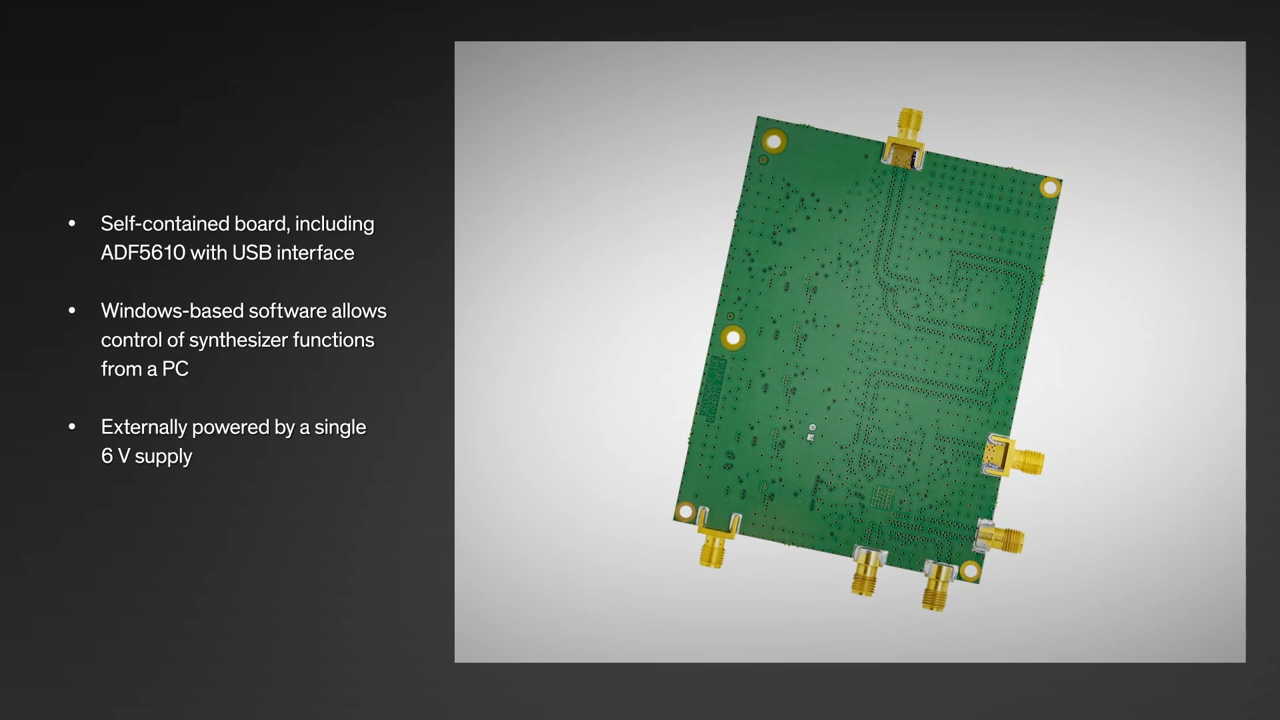 • Self-contained board, including
ADF5610 with USB interface
• Windows-based software allows
control of synthesizer functions
from a PC
• Externally powered by a single
6 V supply